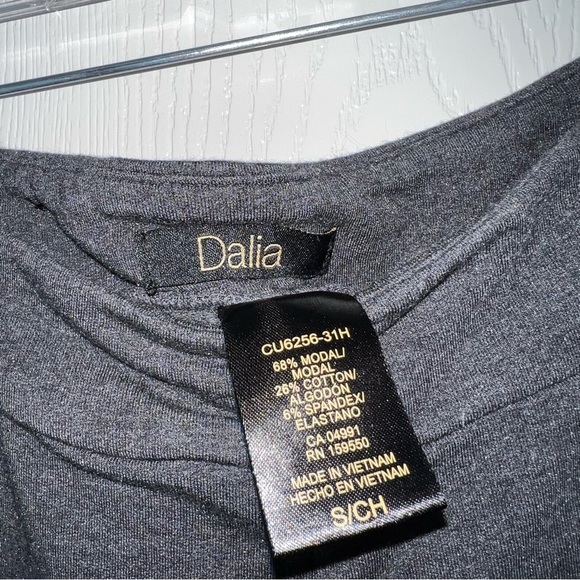 Dalia
CU6256-31H
68% MODAL/
MODAL
26% COTTON/
ALGODÓN
6% SPANDEX/
ELASTANO
CA 04991
RN 159550
MADE IN VIETNAM
HECHO EN VIETNAM
S/CH